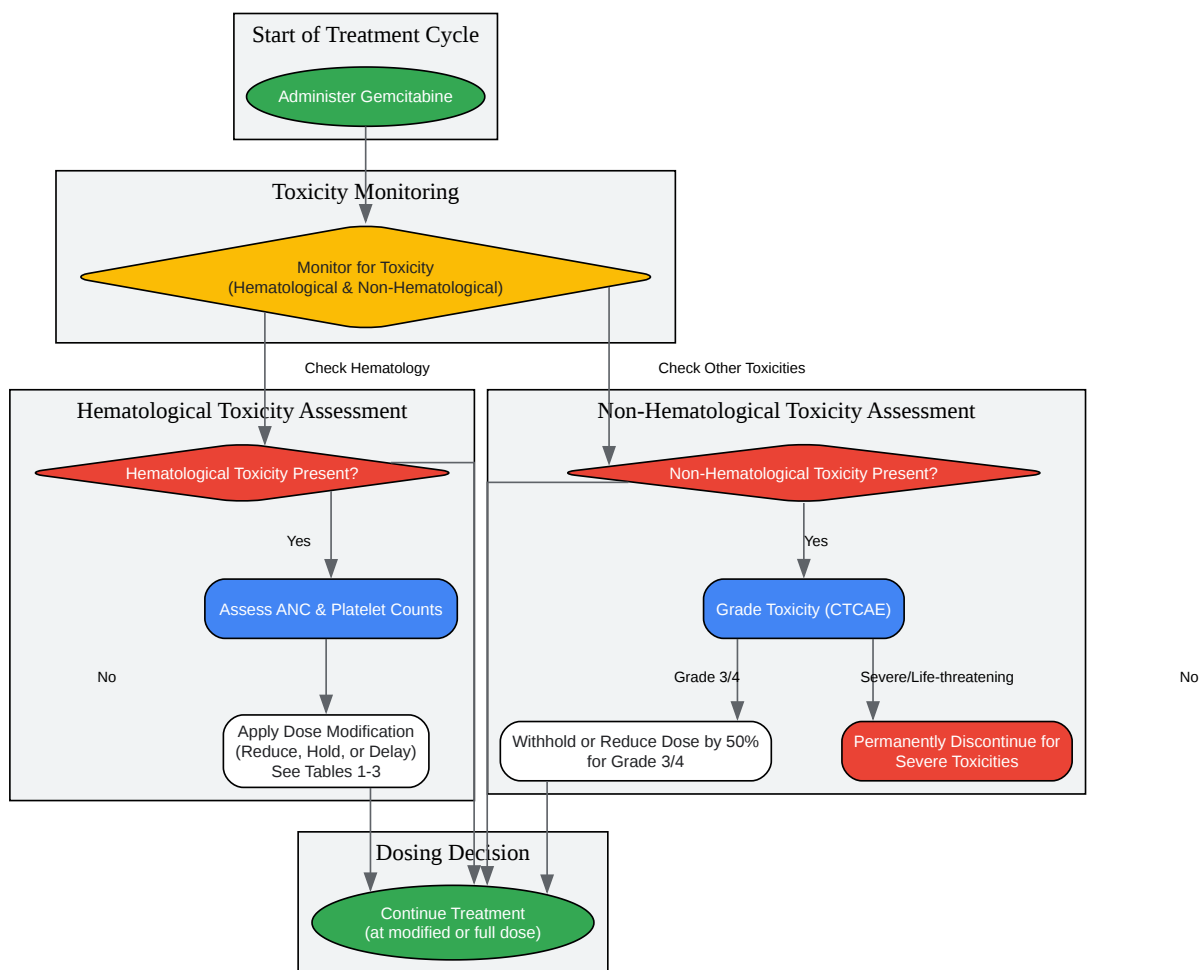 Start of Treatment Cycle
Administer Gemcitabine
Toxicity Monitoring
Monitor for Toxicity
(Hematological & Non-Hematological)
Check Hematology
Check Other Toxicities
Hematological Toxicity Assessment
Non-Hematological Toxicity Assessment
Hematological Toxicity Present?
Non-Hematological Toxicity Present?
Yes
Yes
Assess ANC & Platelet Counts
Grade Toxicity (CTCAE)
No
Grade 3/4
Severe/Life-threatening
No
Apply Dose Modification
(Reduce, Hold, or Delay)
See Tables 1-3
Withhold or Reduce Dose by 50%
for Grade 3/4
Permanently Discontinue for
Severe Toxicities
Dosing Decision
Continue Treatment
(at modified or full dose)